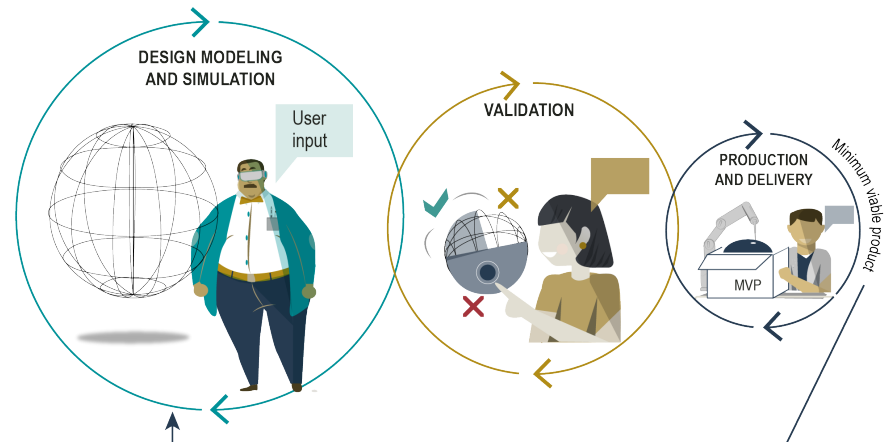 DESIGN MODELING
AND SIMULATION
User
input
VALIDATION
PRODUCTION
AND DELIVERY
MVP
Minimum viable product